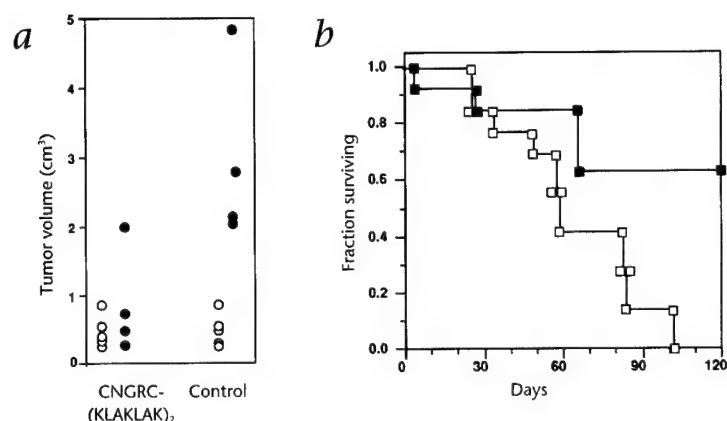 a
Tumor volume (cm³)
5
4
3
2
1
0
CNGRC-
(KLAKLAK)₂
Control
b
Fraction surviving
1.0
0.8
0.6
0.4
0.2
0.0
0
30
60
90
120
Days